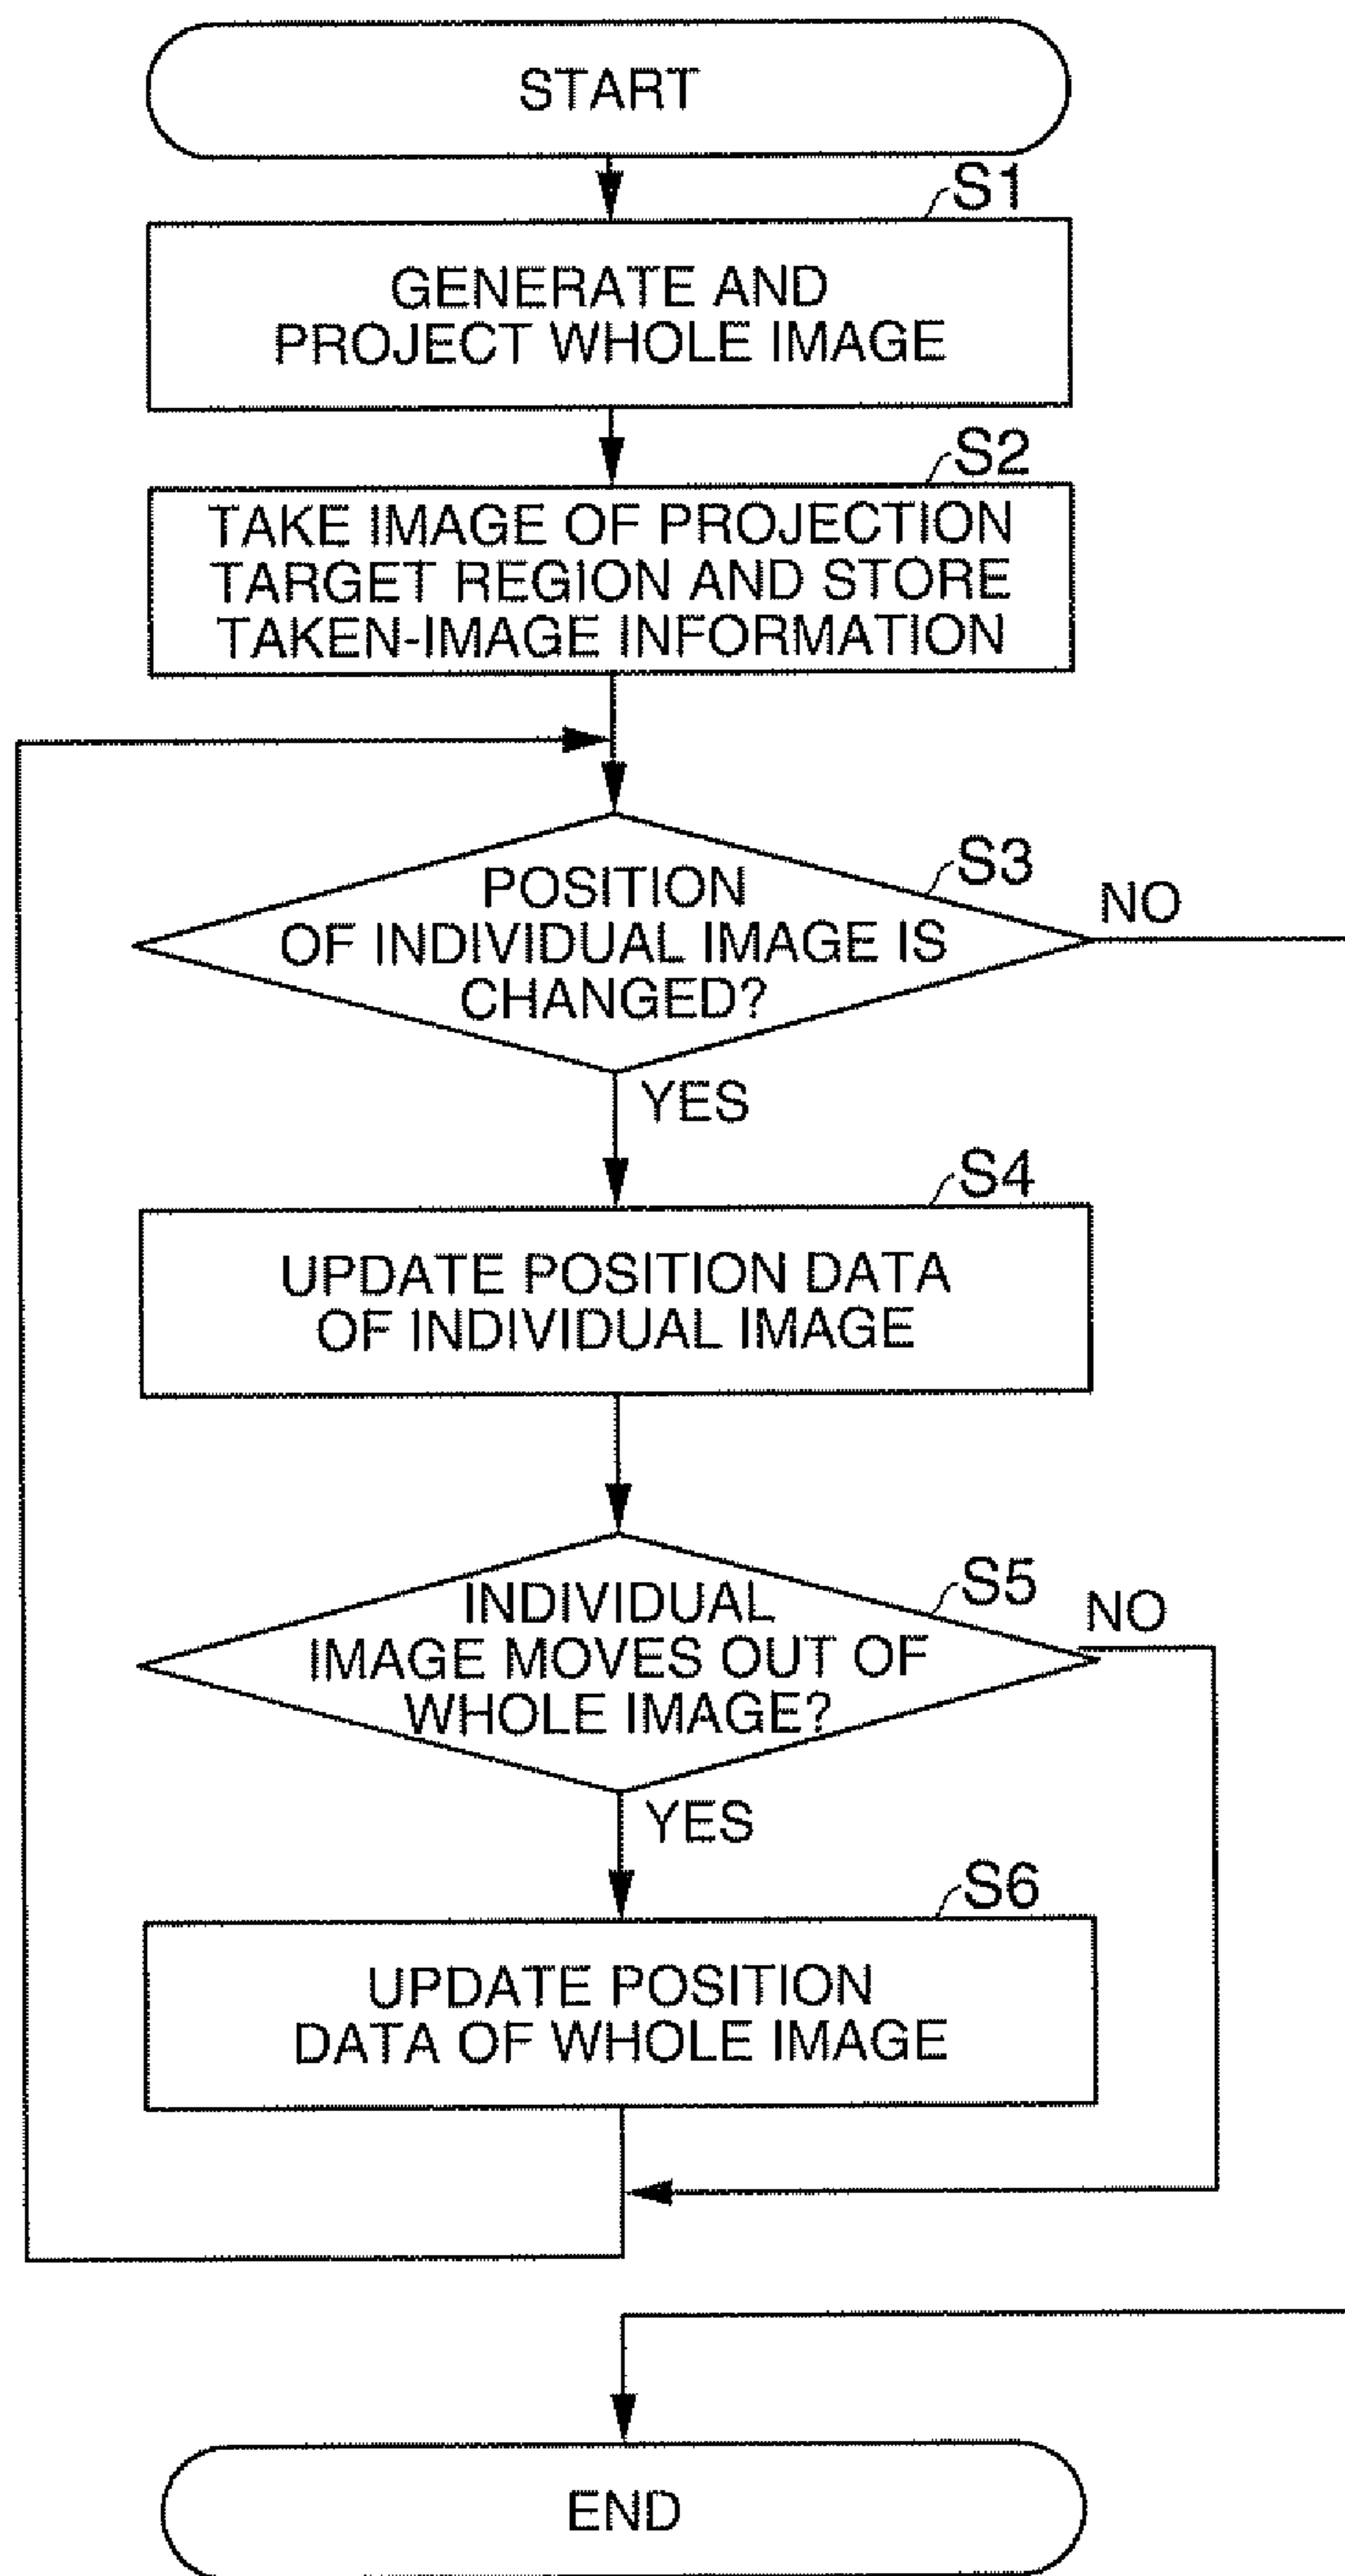 START
S1
GENERATE AND
PROJECT WHOLE IMAGE
S2
TAKE IMAGE OF PROJECTION
TARGET REGION AND STORE
TAKEN-IMAGE INFORMATION
S3
POSITION
OF INDIVIDUAL IMAGE IS
CHANGED?
NO
YES
S4
UPDATE POSITION DATA
OF INDIVIDUAL IMAGE
S5
INDIVIDUAL
IMAGE MOVES OUT OF
WHOLE IMAGE?
NO
YES
S6
UPDATE POSITION
DATA OF WHOLE IMAGE
END